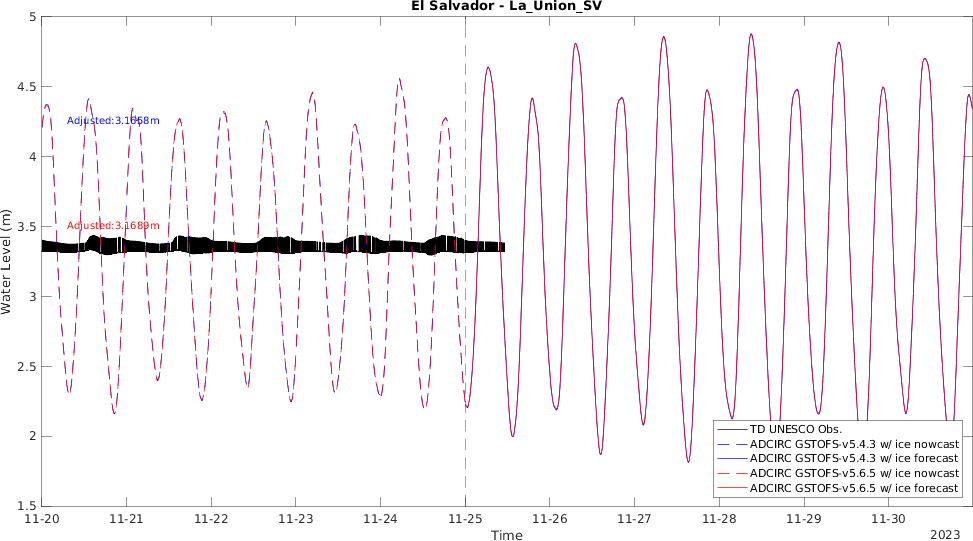 El Salvador - La_Union_SV
Water Level (m)
5
4.5
4
3.5
3
2.5
2
1.5
Adjusted:3.1668m
Adjusted:3.1689m
TD UNESCO Obs.
ADCIRC GSTOFS-v5.4.3 w/ ice nowcast
ADCIRC GSTOFS-v5.4.3 w/ ice forecast
ADCIRC GSTOFS-v5.6.5 w/ ice nowcast
ADCIRC GSTOFS-v5.6.5 w/ ice forecast
11-20 11-21 11-22 11-23 11-24 11-25 11-26 11-27 11-28 11-29 11-30
Time
2023